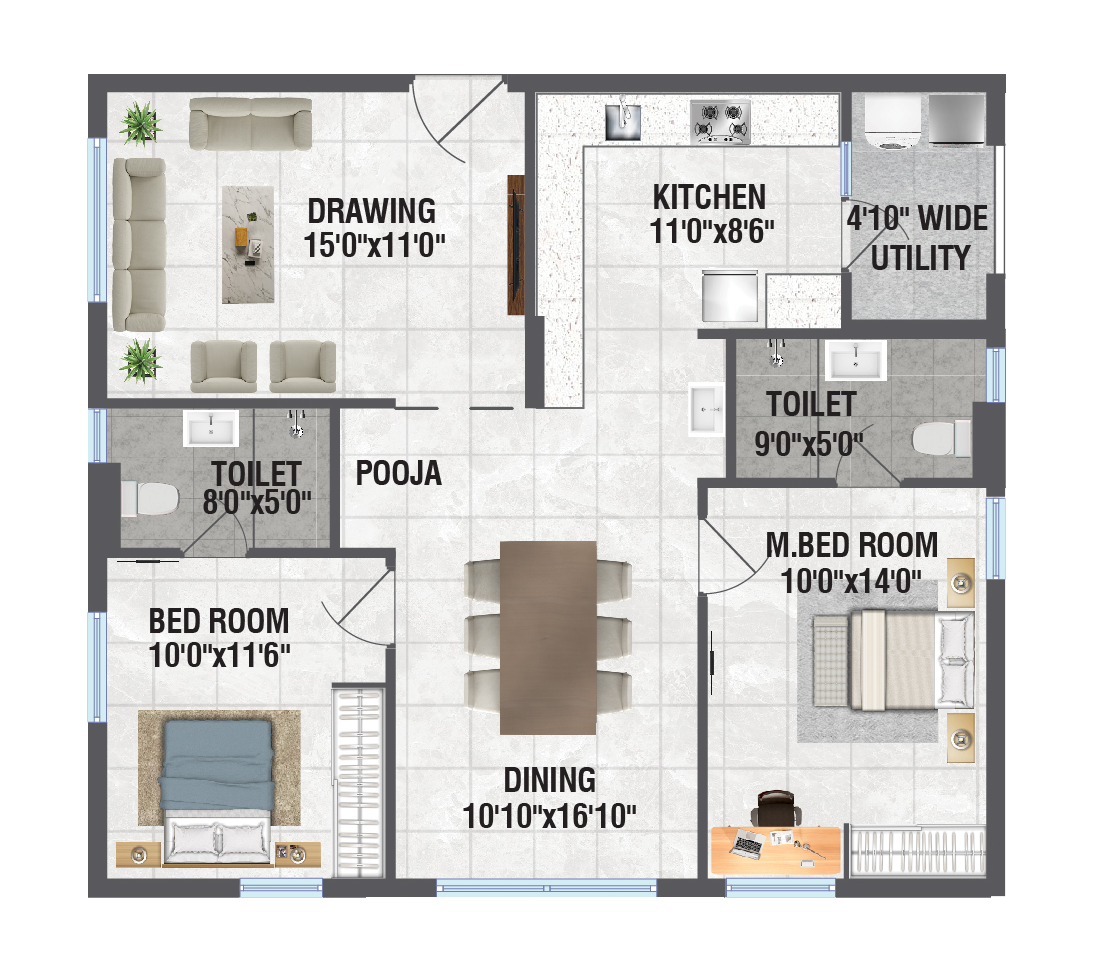 DRAWING
15'0"x11'0"
KITCHEN
11'0"x8'6"
4'10" WIDE
UTILITY
TOILET
9'0"x5'0"
TOILET
8'0"x5'0"
POOJA
M.BED ROOM
10'0"x14'0"
BED ROOM
10'0"x11'6"
DINING
10'10"x16'10"